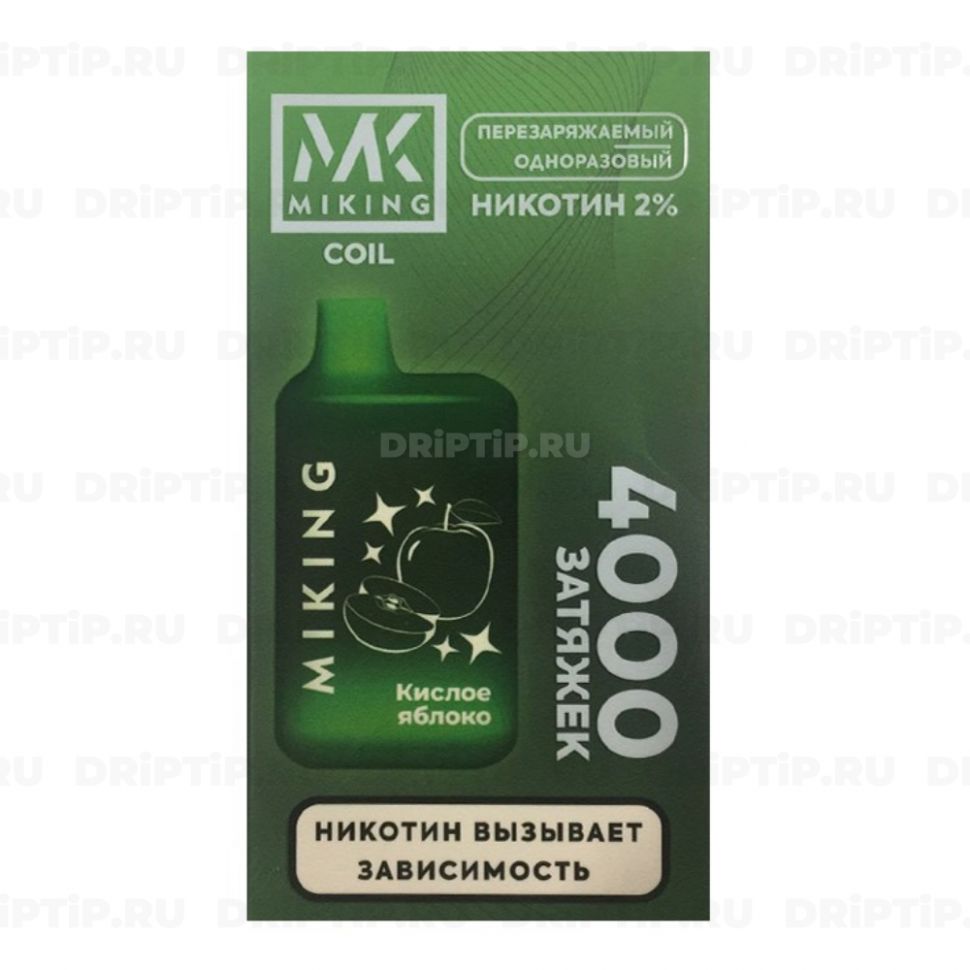 MK
MIKING
COIL
ПЕРЕЗАРЯЖАЕМЫЙ
ОДНОРАЗОВЫЙ
НИКОТИН 2%
MIKING
Кислое
яблоко
4000
ЗАТЯЖЕК
НИКОТИН ВЫЗЫВАЕТ
ЗАВИСИМОСТЬ
DRiPTiP.RU